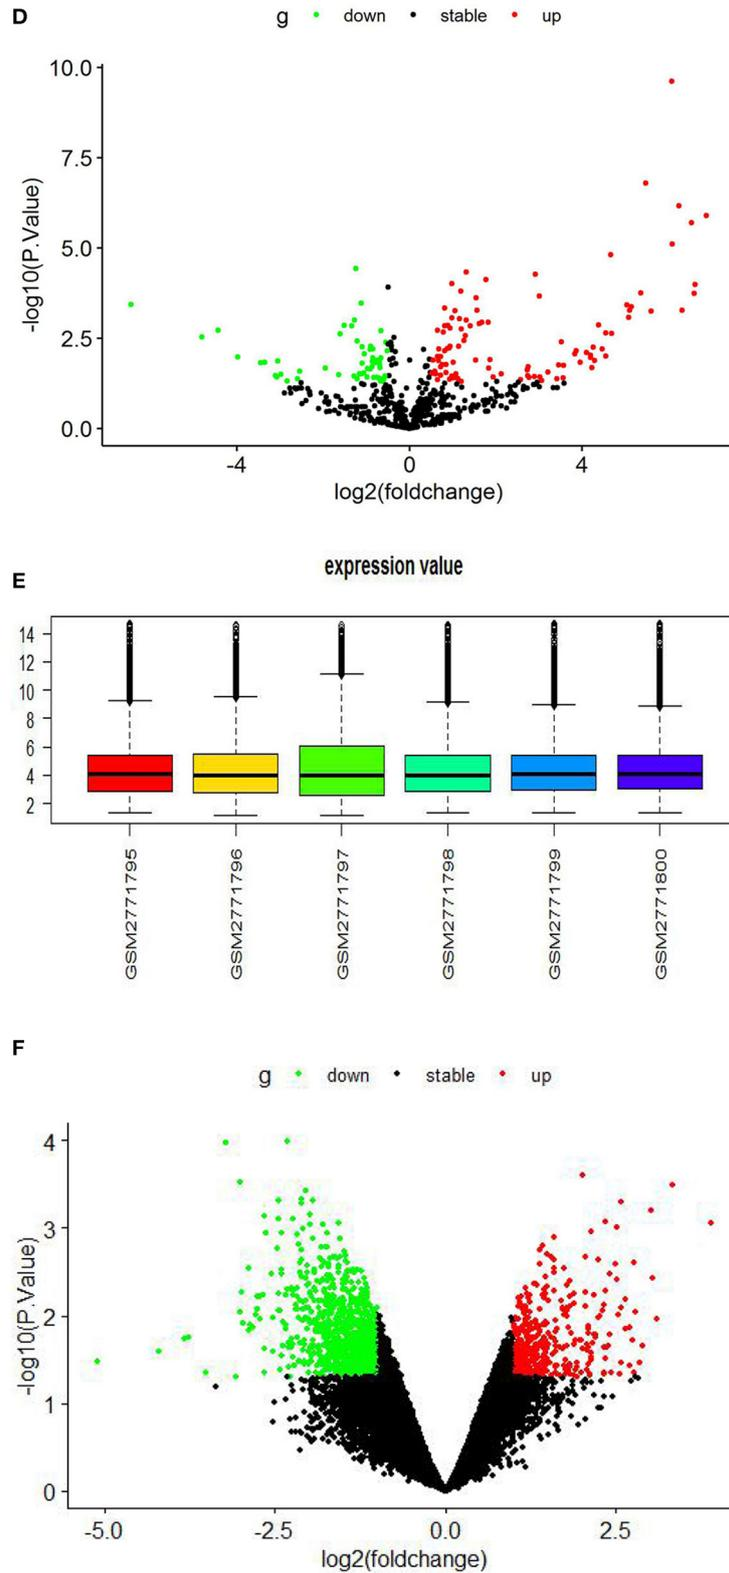 D
g down stable up
10.0
7.5
5.0
2.5
0.0
-log10(P.Value)
-4 0 4
log2(foldchange)
E
expression value
14
12
10
8
6
4
2
GSM2771795
GSM2771796
GSM2771797
GSM2771798
GSM2771799
GSM2771800
F
g down stable up
4
3
2
1
0
-log10(P.Value)
-5.0 -2.5 0.0 2.5
log2(foldchange)